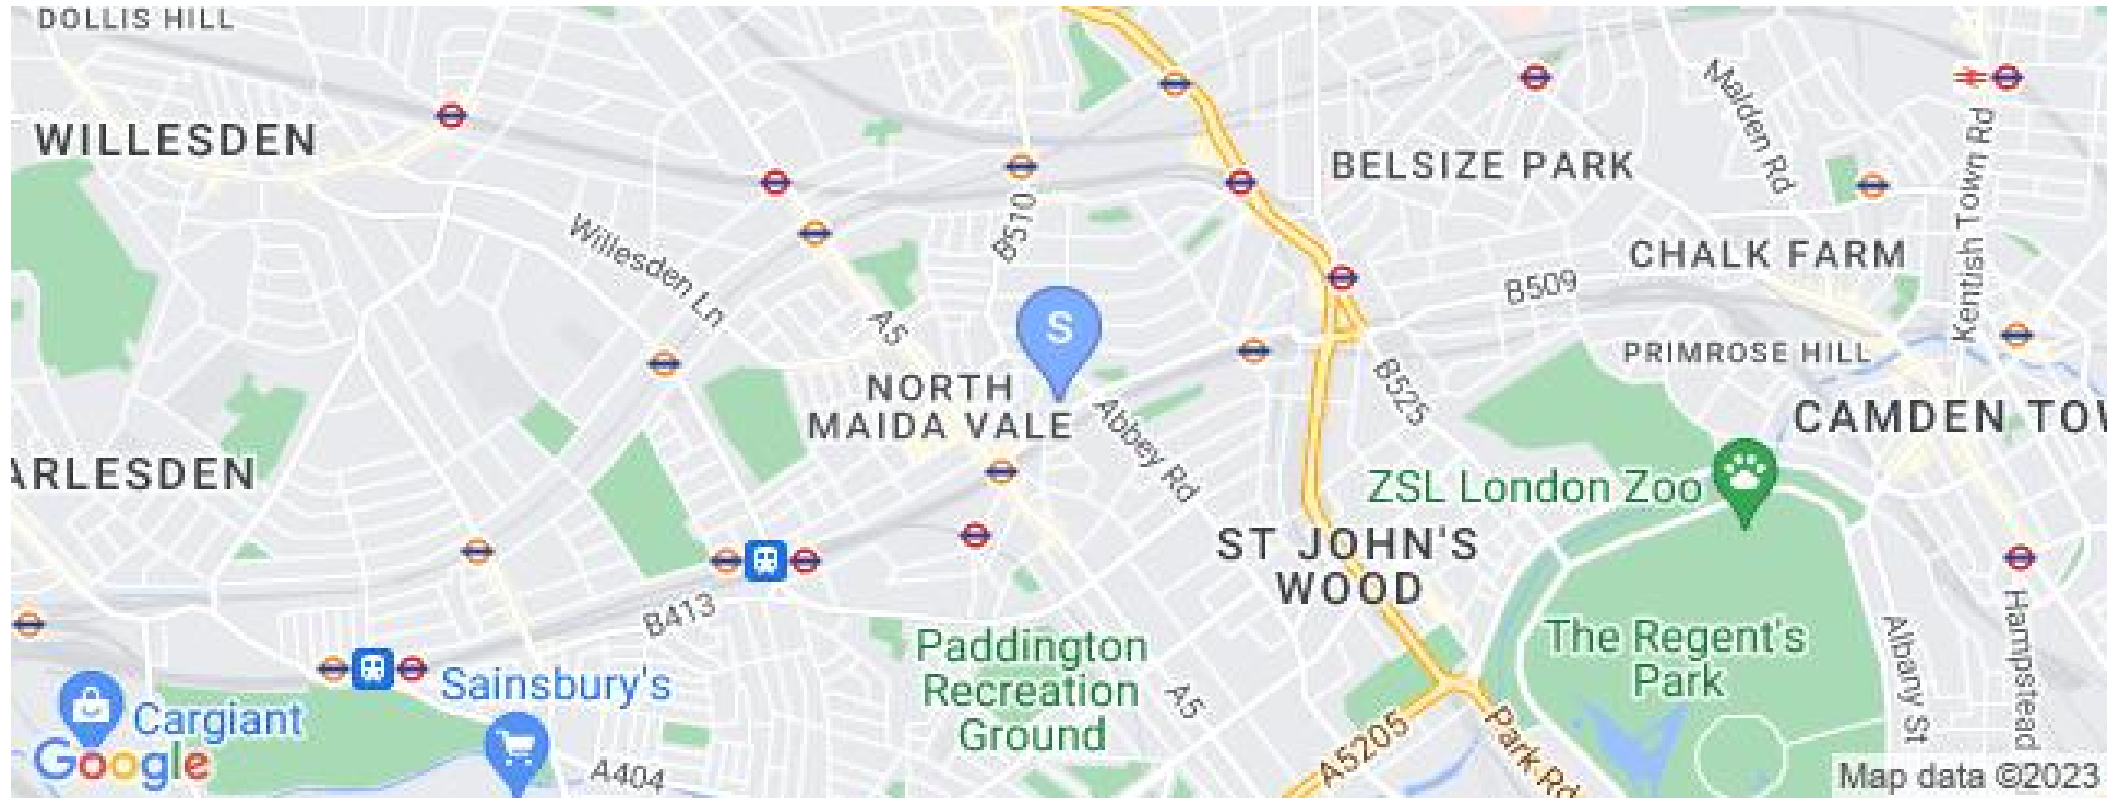 DOLLIS HILL
WILLESDEN
Malden Rd
BELSIZE PARK
Kentish Town Rd
Willesden Ln
B510
CHALK FARM
B509
A5
S
PRIMROSE HILL
NORTH
MAIDA VALE
B525
Abbey Rd
CAMDEN TOW
ARLESDEN
ZSL London Zoo
ST JOHN'S
WOOD
B413
Paddington
Recreation
Ground
The Regent's
Park
Albany St
Hampstead
Sainsbury's
A5
Cargiant
Google
A404
A5205
Park Rd
Map data ©2023